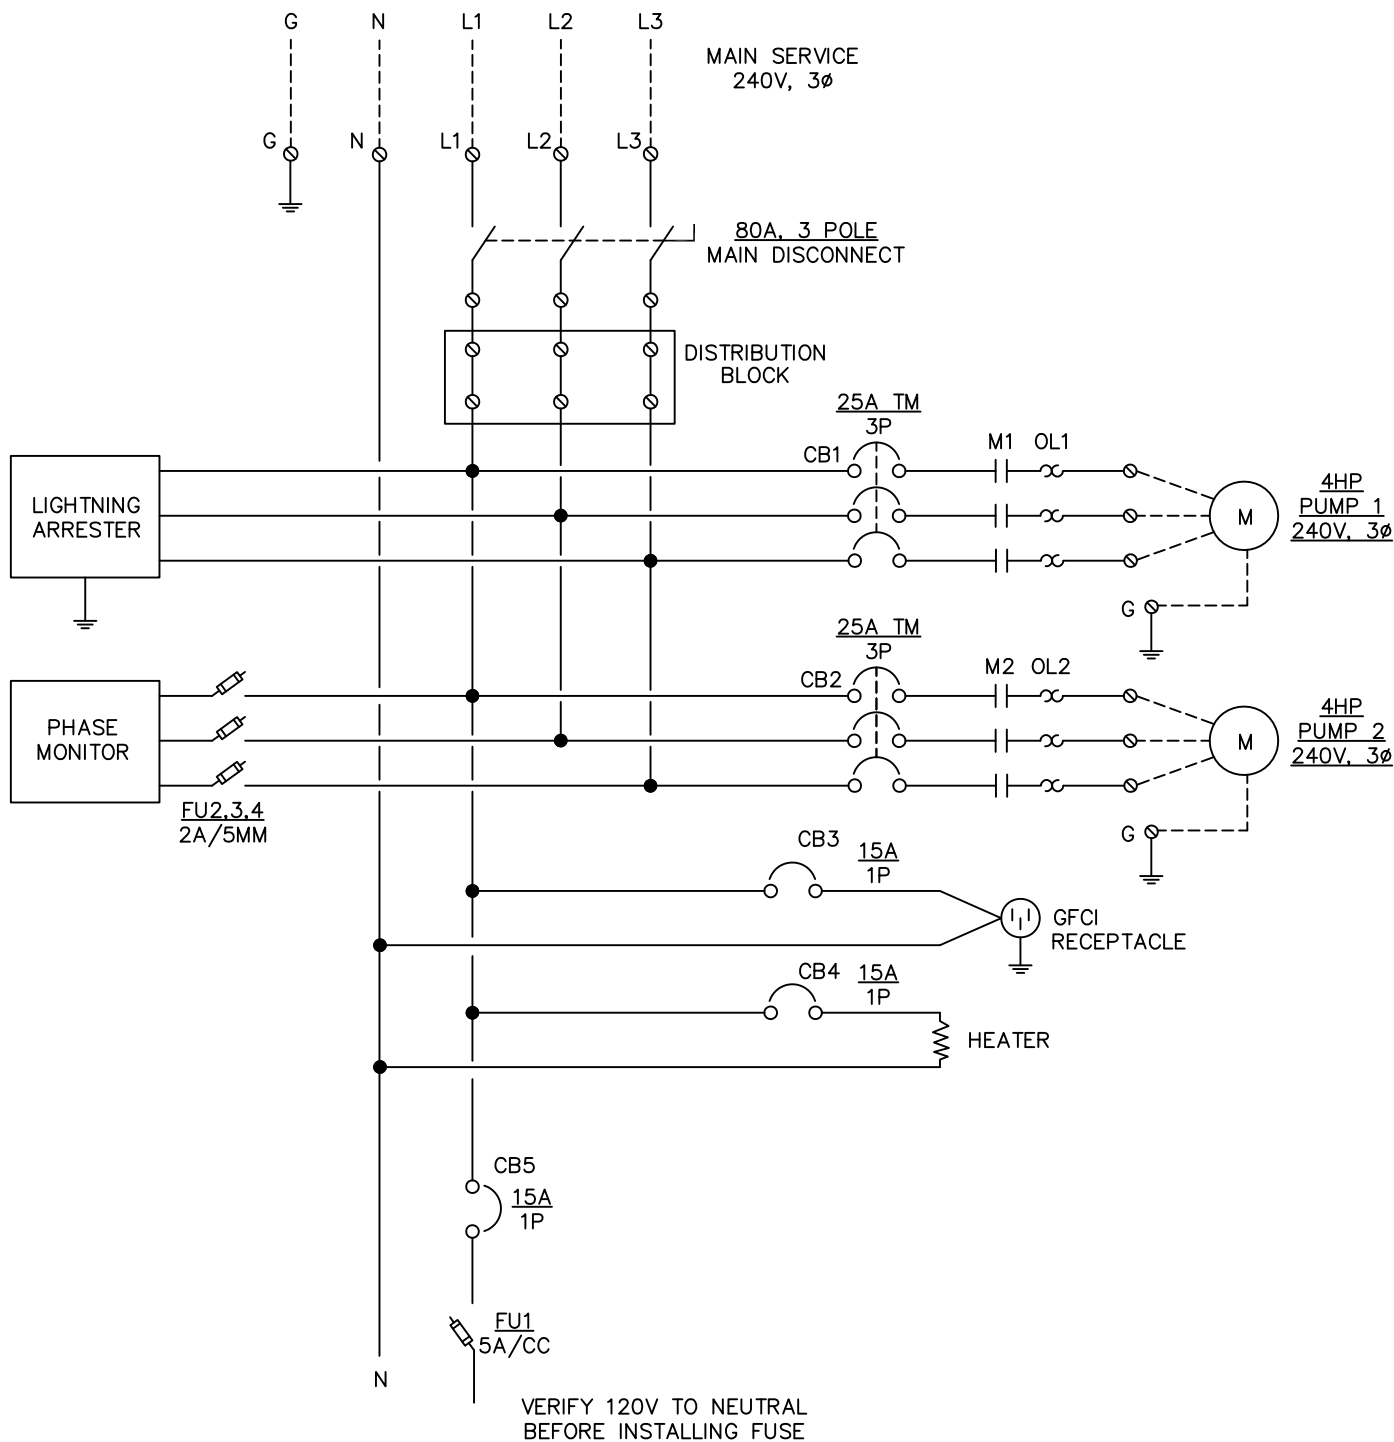 G N L1 L2 L3
MAIN SERVICE
240V, 3ø
G N L1 L2 L3
80A, 3 POLE
MAIN DISCONNECT
DISTRIBUTION
BLOCK
25A TM
3P
CB1
M1 OL1
LIGHTNING
ARRESTER
4HP
PUMP 1
240V, 3ø
M
G
25A TM
3P
CB2
M2 OL2
PHASE
MONITOR
4HP
PUMP 2
240V, 3ø
M
FU2,3,4
2A/5MM
G
CB3
15A
1P
GFCI
RECEPTACLE
CB4
15A
1P
HEATER
CB5
15A
1P
FU1
5A/CC
N
VERIFY 120V TO NEUTRAL
BEFORE INSTALLING FUSE